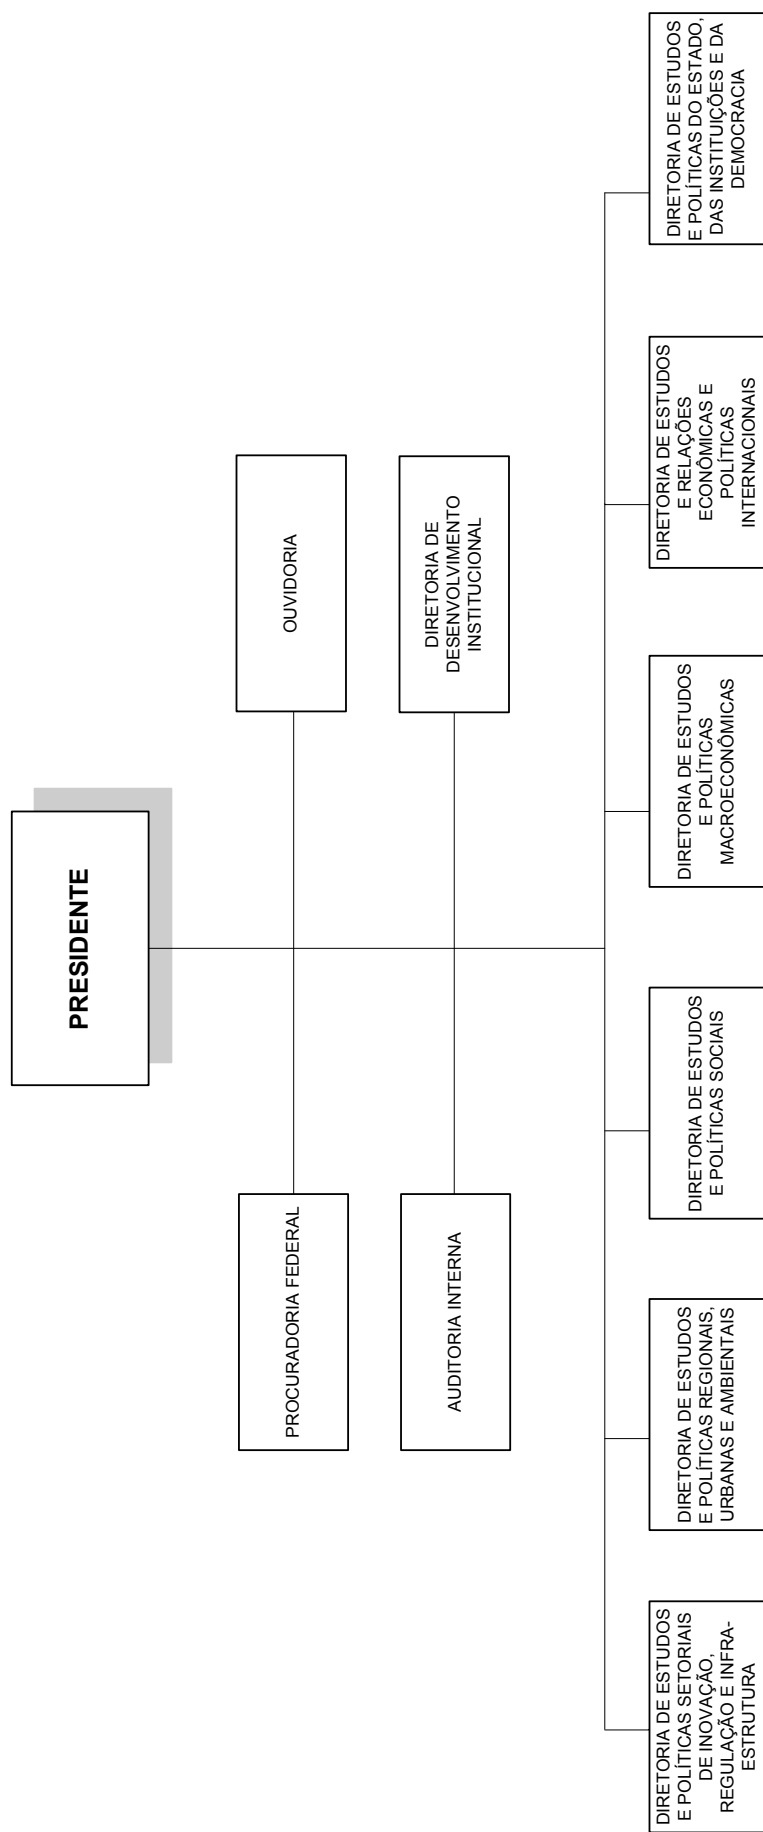 PRESIDENTE
PROCURADORIA FEDERAL
OUVIDORIA
AUDITORIA INTERNA
DIRETORIA DE
DESENVOLVIMENTO
INSTITUCIONAL
DIRETORIA DE ESTUDOS
E POLÍTICAS SETORIAIS
DE INOVAÇÃO,
REGULAÇÃO E INFRA-
ESTRUTURA
DIRETORIA DE ESTUDOS
E POLÍTICAS REGIONAIS,
URBANAS E AMBIENTAIS
DIRETORIA DE ESTUDOS
E POLÍTICAS SOCIAIS
DIRETORIA DE ESTUDOS
E POLÍTICAS
MACROECONÔMICAS
DIRETORIA DE ESTUDOS
E RELAÇÕES
ECONÔMICAS E
POLÍTICAS
INTERNACIONAIS
DIRETORIA DE ESTUDOS
E POLÍTICAS DO ESTADO,
DAS INSTITUIÇÕES E DA
DEMOCRACIA